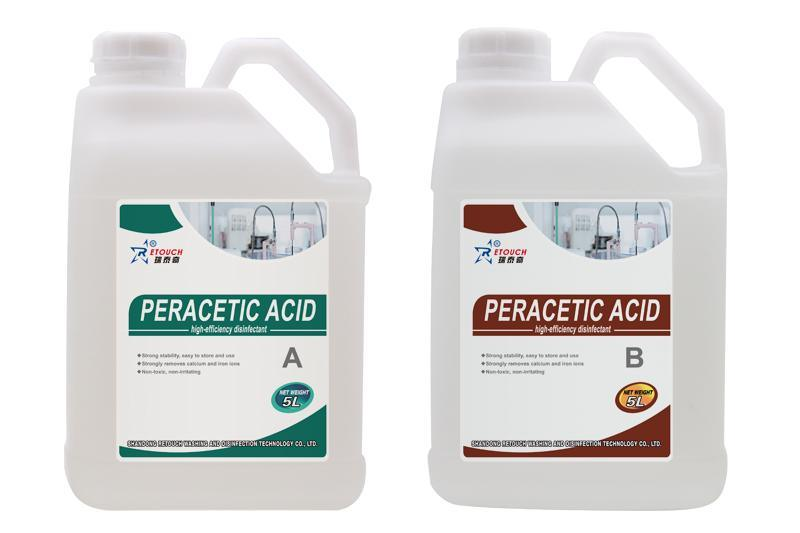 RETOUCH®
瑞泰奇
PERACETIC ACID
high-efficiency disinfectant
A
❖Strong stability, easy to store and use
❖Strongly removes calcium and iron ions
❖Non-toxic, non-irritating
NET WEIGHT
5L
SHANDONG RETOUCH WASHING AND DISINFECTION TECHNOLOGY CO., LTD.
RETOUCH®
瑞泰奇
PERACETIC ACID
high-efficiency disinfectant
B
❖Strong stability, easy to store and use
❖Strongly removes calcium and iron ions
❖Non-toxic, non-irritating
NET WEIGHT
5L
SHANDONG RETOUCH WASHING AND DISINFECTION TECHNOLOGY CO., LTD.